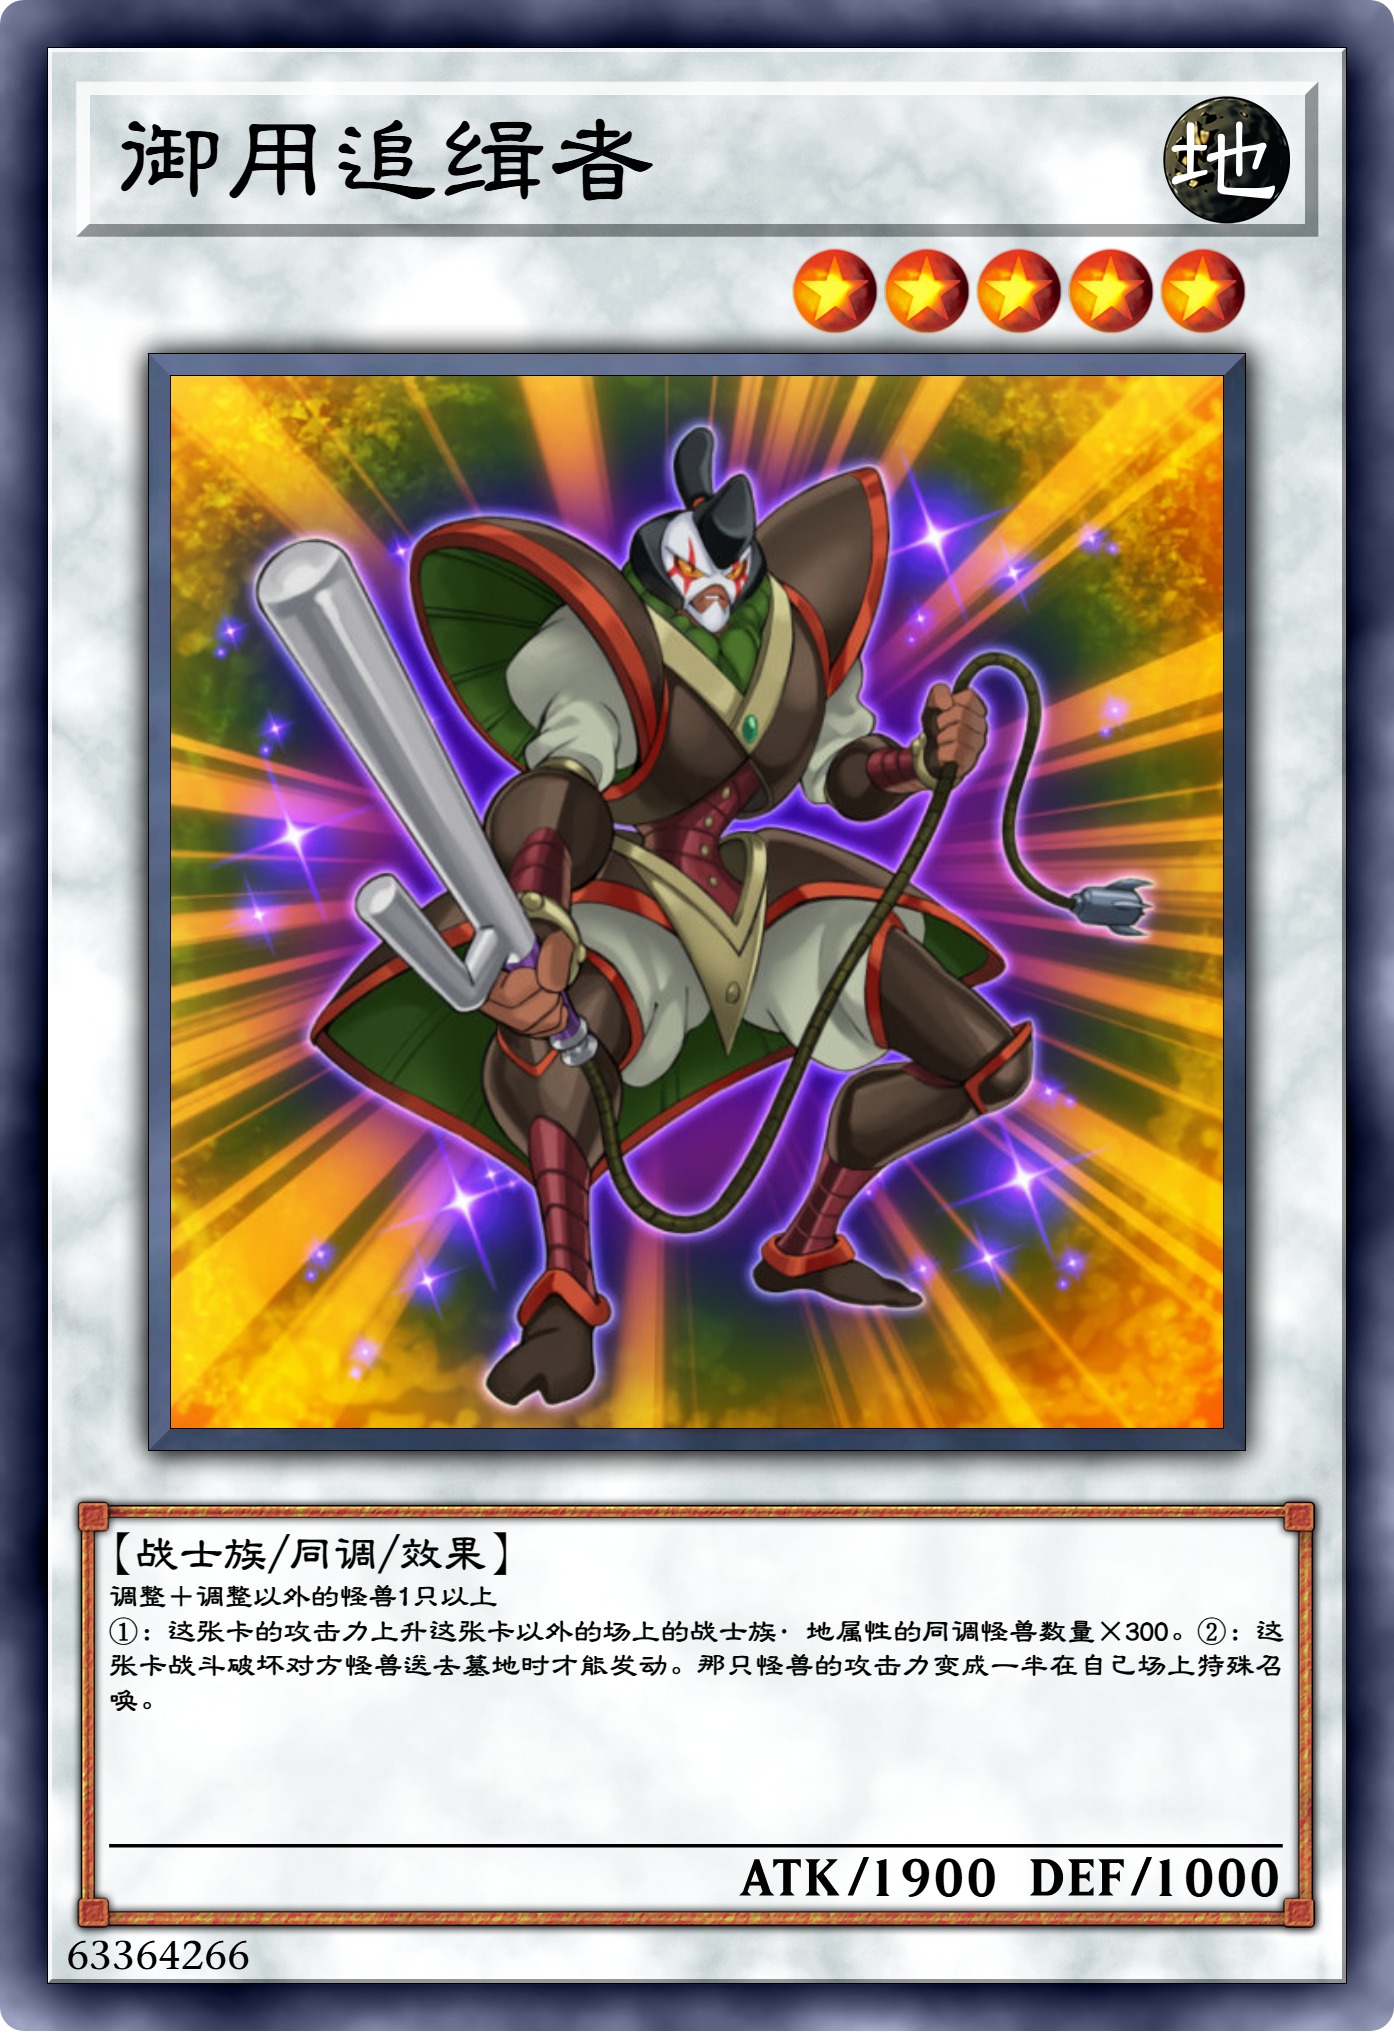 御用追缉者
地
【战士族/同调/效果】
调整＋调整以外的怪兽1只以上
①：这张卡的攻击力上升这张卡以外的场上的战士族·地属性的同调怪兽数量×300。②：这
张卡战斗破坏对方怪兽送去墓地时才能发动。那只怪兽的攻击力变成一半在自己场上特殊召
唤。
ATK/1900 DEF/1000
63364266